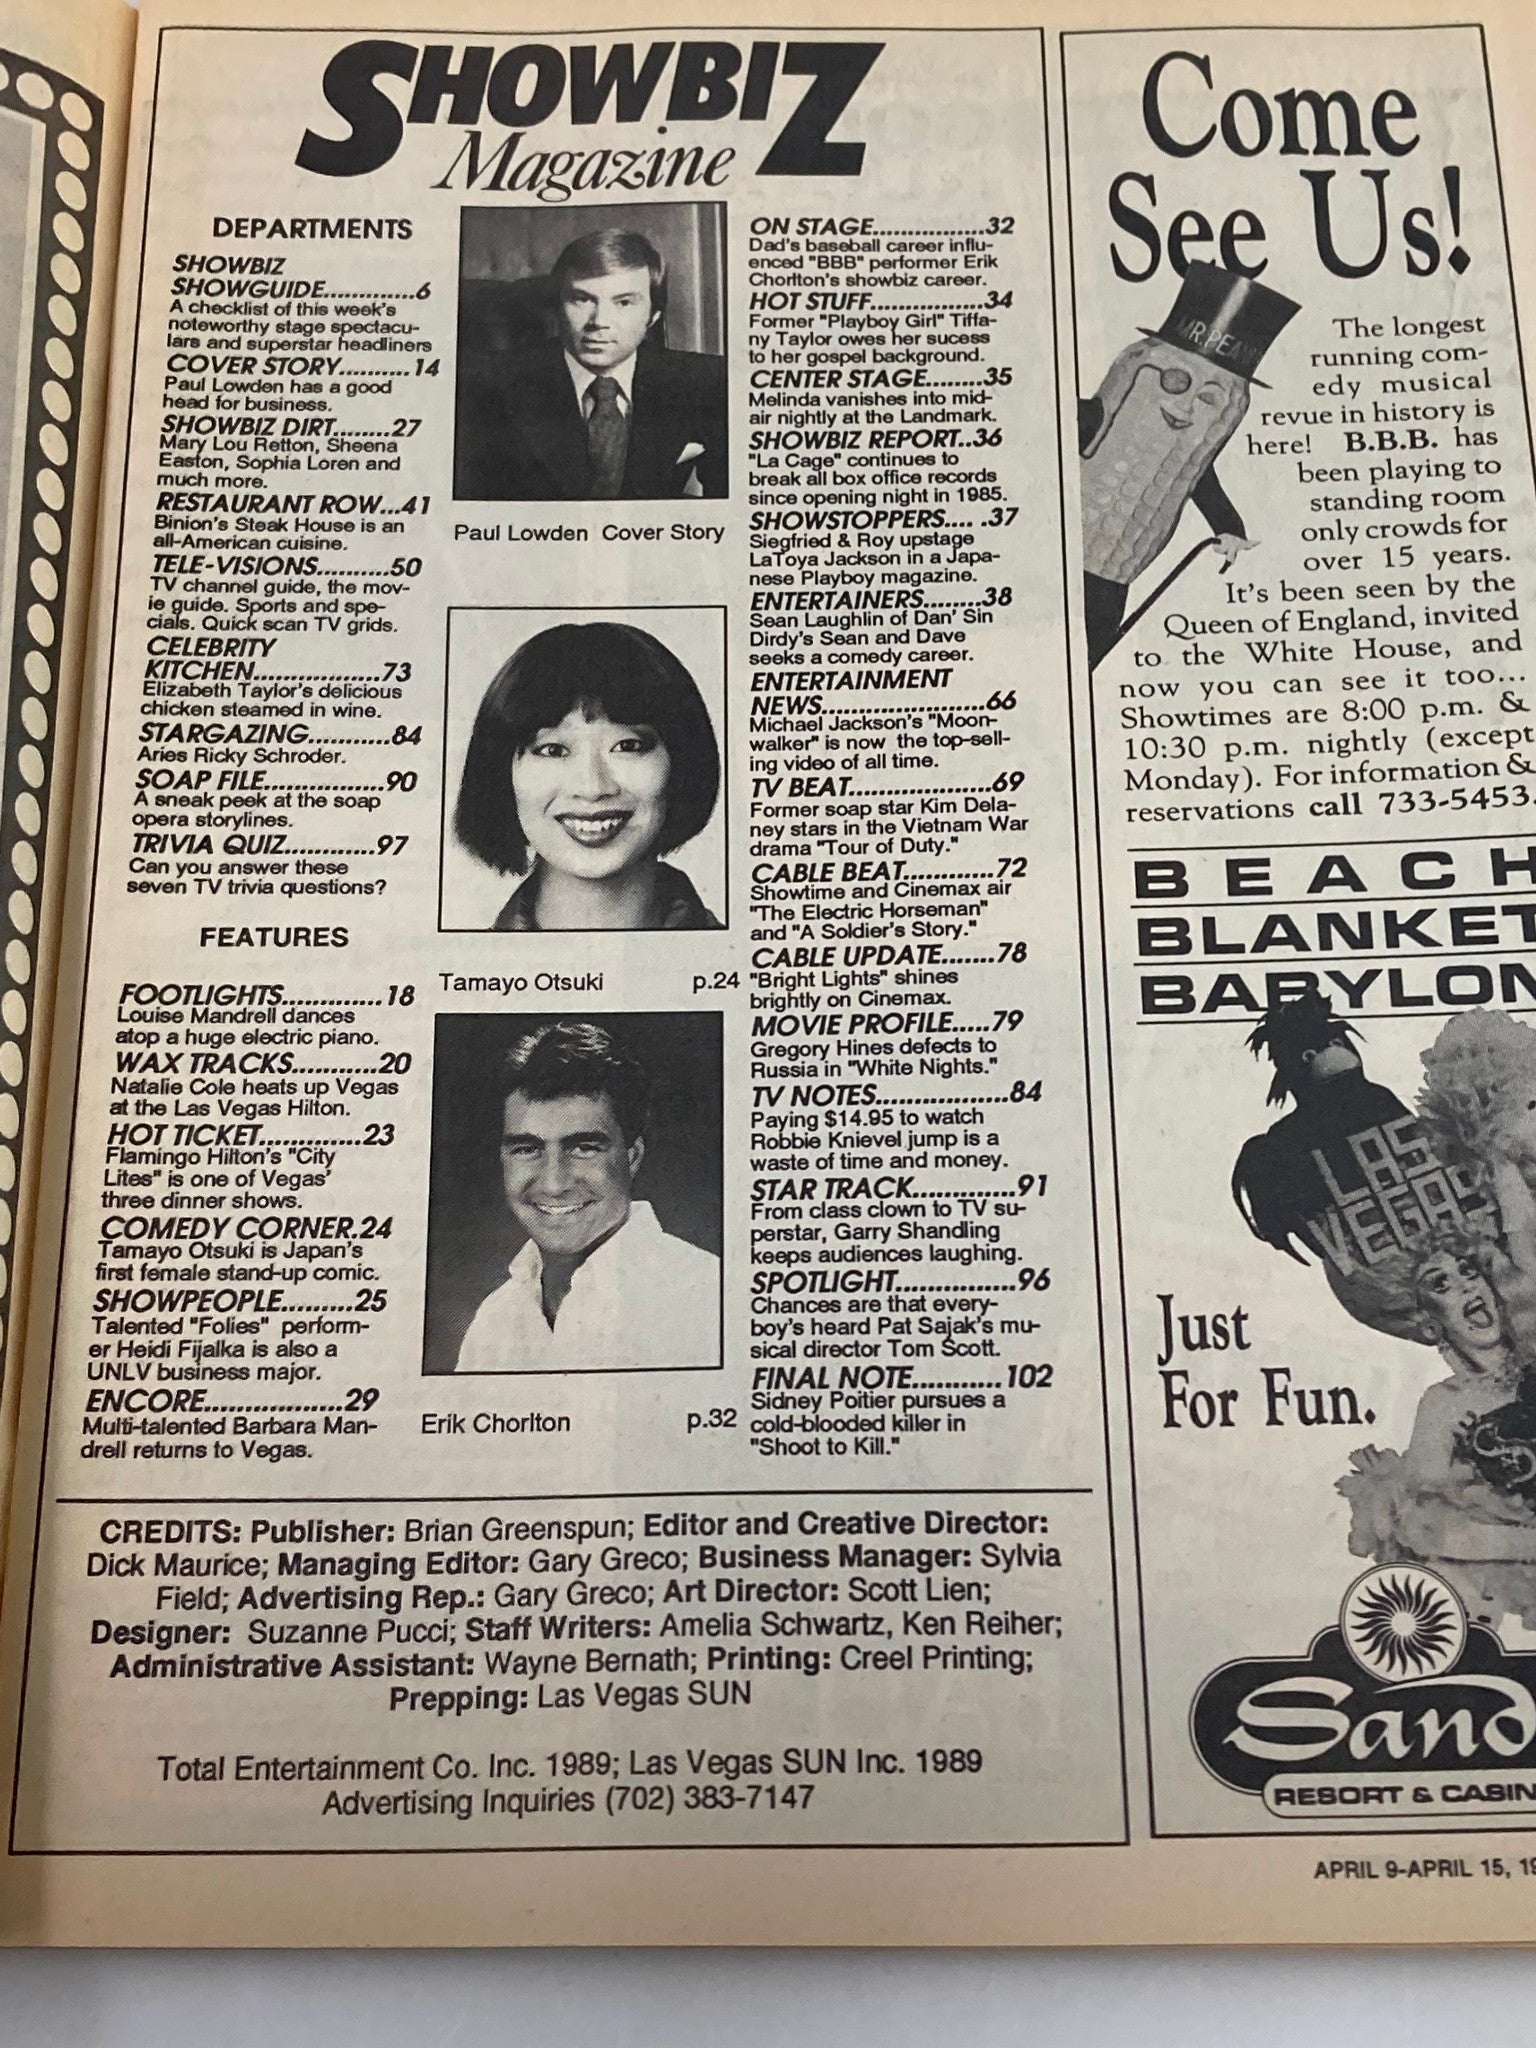 SHOWBIZ
Magazine
DEPARTMENTS
SHOWBIZ
SHOWGUIDE.............6
A checklist of this week's
noteworthy stage spectacu-
lars and superstar headliners
COVER STORY..........14
Paul Lowden has a good
head for business.
SHOWBIZ DIRT........27
Mary Lou Retton, Sheena
Easton, Sophia Loren and
much more.
RESTAURANT ROW...41
Binion's Steak House is an
all-American cuisine.
TELE-VISIONS..........50
TV channel guide, the mov-
ie guide. Sports and spe-
cials. Quick scan TV grids.
CELEBRITY
KITCHEN..................73
Elizabeth Taylor's delicious
chicken steamed in wine.
STARGAZING...........84
Aries Ricky Schroder.
SOAP FILE................90
A sneak peek at the soap
opera storylines.
TRIVIA QUIZ............97
Can you answer these
seven TV trivia questions?
FEATURES
FOOTLIGHTS.............18
Louise Mandrell dances
atop a huge electric piano.
WAX TRACKS...........20
Natalie Cole heats up Vegas
at the Las Vegas Hilton.
HOT TICKET.............23
Flamingo Hilton's "City
Lites" is one of Vegas'
three dinner shows.
COMEDY CORNER.24
Tamayo Otsuki is Japan's
first female stand-up comic.
SHOWPEOPLE.........25
Talented "Folies" perform-
er Heidi Fijalka is also a
UNLV business major.
ENCORE..................29
Multi-talented Barbara Man-
drell returns to Vegas.
Paul Lowden Cover Story
Tamayo Otsuki p.24
Erik Chorlton p.32
ON STAGE.................32
Dad's baseball career influ-
enced "BBB" performer Erik
Chorlton's showbiz career.
HOT STUFF.................34
Former "Playboy Girl" Tiffa-
ny Taylor owes her sucess
to her gospel background.
CENTER STAGE........35
Melinda vanishes into mid-
air nightly at the Landmark.
SHOWBIZ REPORT..36
"La Cage" continues to
break all box office records
since opening night in 1985.
SHOWSTOPPERS.... .37
Siegfried & Roy upstage
LaToya Jackson in a Japa-
nese Playboy magazine.
ENTERTAINERS........38
Sean Laughlin of Dan' Sin
Dirdy's Sean and Dave
seeks a comedy career.
ENTERTAINMENT
NEWS.....................66
Michael Jackson's "Moon-
walker" is now the top-sell-
ing video of all time.
TV BEAT...................69
Former soap star Kim Dela-
ney stars in the Vietnam War
drama "Tour of Duty."
CABLE BEAT............72
Showtime and Cinemax air
"The Electric Horseman"
and "A Soldier's Story."
CABLE UPDATE.......78
"Bright Lights" shines
brightly on Cinemax.
MOVIE PROFILE.....79
Gregory Hines defects to
Russia in "White Nights."
TV NOTES.................84
Paying $14.95 to watch
Robbie Knievel jump is a
waste of time and money.
STAR TRACK.............91
From class clown to TV su-
perstar, Garry Shandling
keeps audiences laughing.
SPOTLIGHT...............96
Chances are that every-
boy's heard Pat Sajak's mu-
sical director Tom Scott.
FINAL NOTE...........102
Sidney Poitier pursues a
cold-blooded killer in
"Shoot to Kill."
CREDITS: Publisher: Brian Greenspun; Editor and Creative Director:
Dick Maurice; Managing Editor: Gary Greco; Business Manager: Sylvia
Field; Advertising Rep.: Gary Greco; Art Director: Scott Lien;
Designer: Suzanne Pucci; Staff Writers: Amelia Schwartz, Ken Reiher;
Administrative Assistant: Wayne Bernath; Printing: Creel Printing;
Prepping: Las Vegas SUN
Total Entertainment Co. Inc. 1989; Las Vegas SUN Inc. 1989
Advertising Inquiries (702) 383-7147
Come
See Us!
The longest
running com-
edy musical
revue in history is
here! B.B.B. has
been playing to
standing room
only crowds for
over 15 years.
It's been seen by the
Queen of England, invited
to the White House, and
now you can see it too...
Showtimes are 8:00 p.m. &
10:30 p.m. nightly (except
Monday). For information &
reservations call 733-5453.
BEACH
BLANKET
BABYLON
LAS
VEGAS
Just
For Fun.
Sand
RESORT & CASIN
APRIL 9-APRIL 15, 19